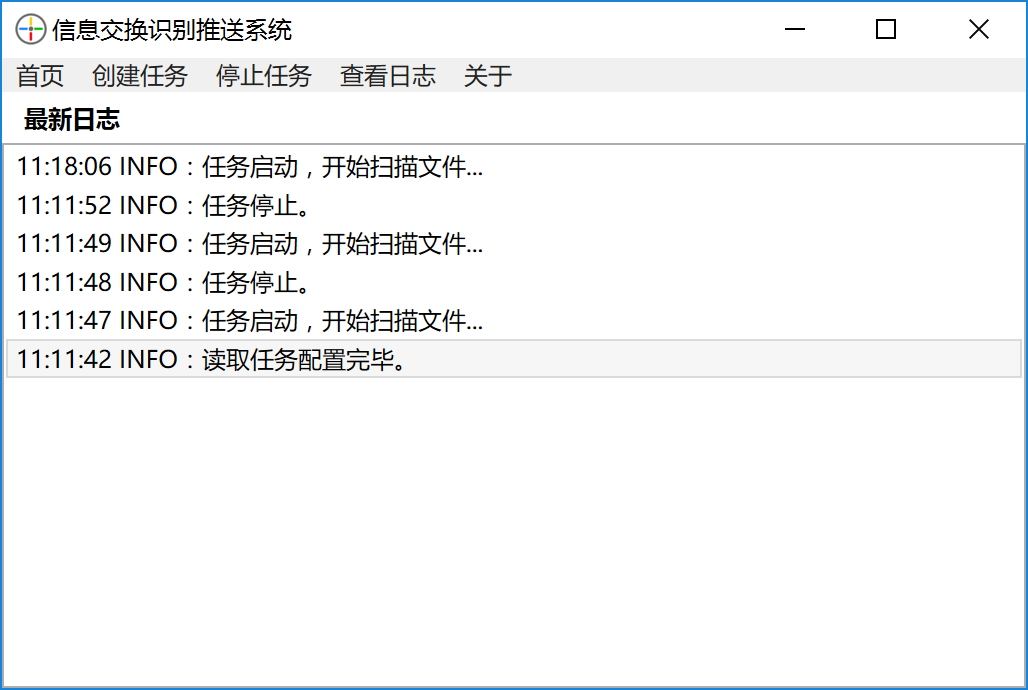 信息交换识别推送系统
首页 创建任务 停止任务 查看日志 关于
最新日志
11:18:06 INFO：任务启动，开始扫描文件...
11:11:52 INFO：任务停止。
11:11:49 INFO：任务启动，开始扫描文件...
11:11:48 INFO：任务停止。
11:11:47 INFO：任务启动，开始扫描文件...
11:11:42 INFO：读取任务配置完毕。